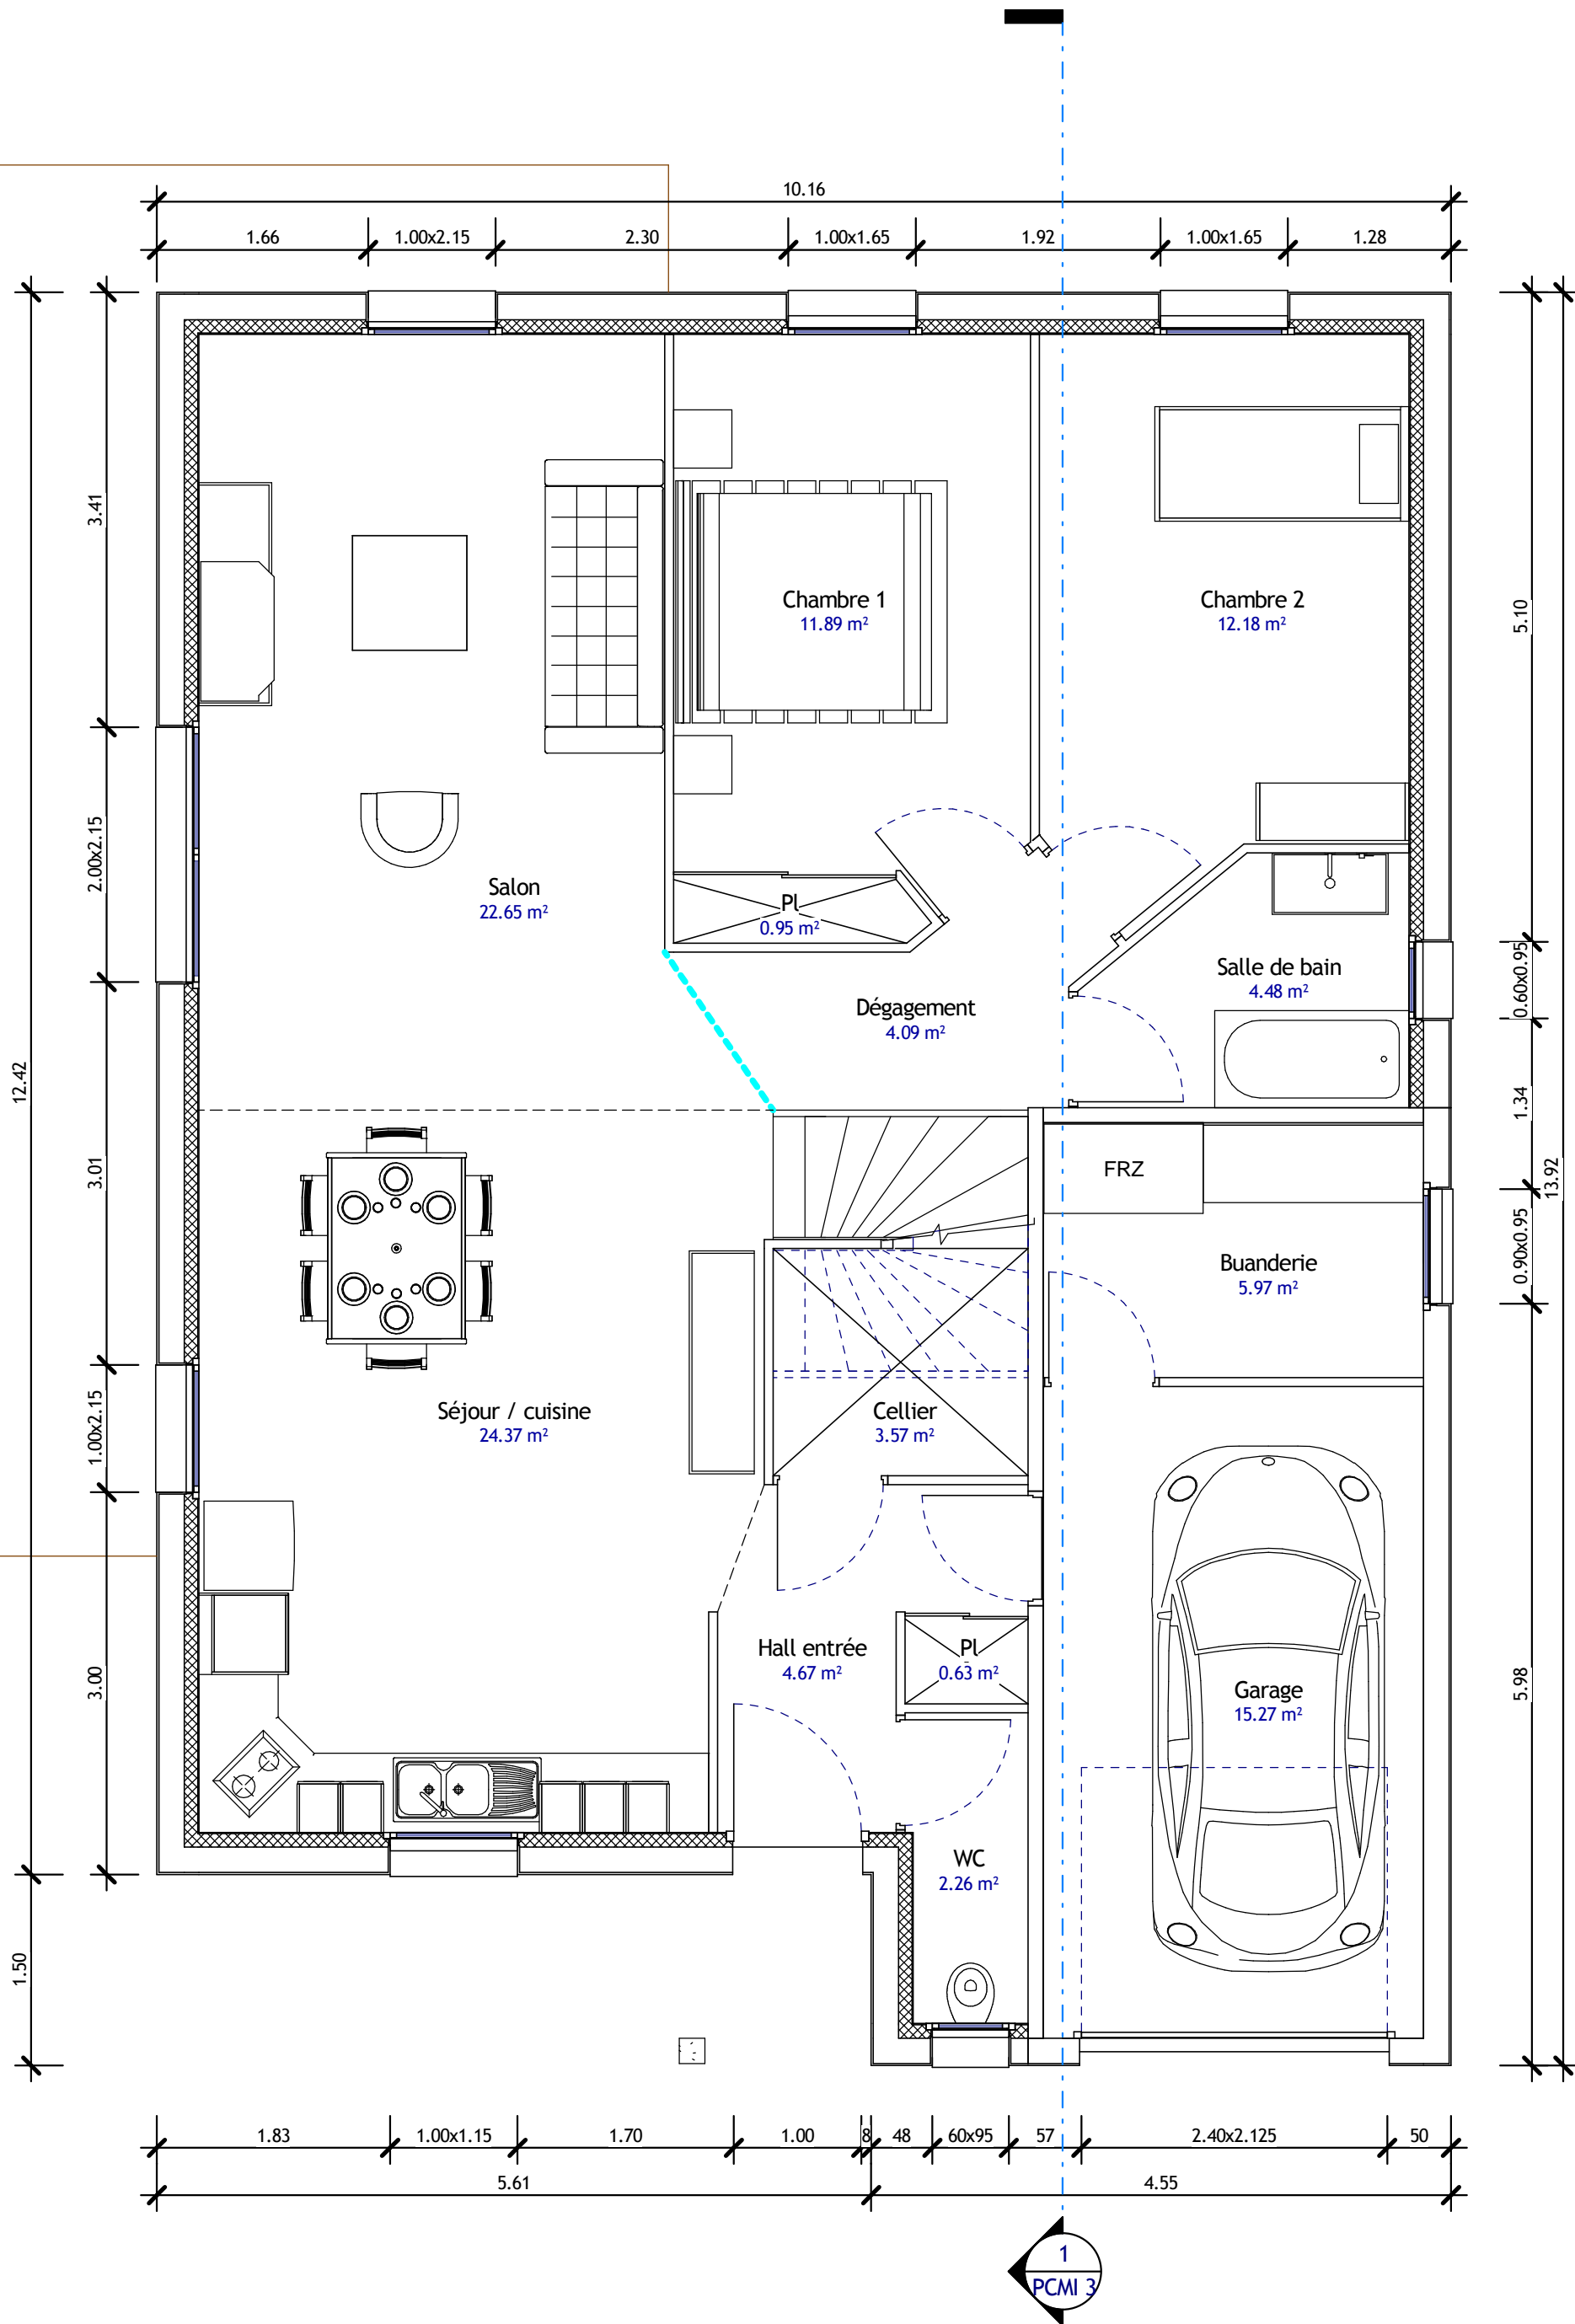 10.16
1.66
1.00x2.15
2.30
1.00x1.65
1.92
1.00x1.65
1.28
3.41
2.00x2.15
3.01
1.00x2.15
3.00
12.42
1.50
5.10
0.60x0.95
1.34
0.90x0.95
5.98
13.92
Chambre 1
11.89 m²
Chambre 2
12.18 m²
Salon
22.65 m²
Pl
0.95 m²
Salle de bain
4.48 m²
Dégagement
4.09 m²
FRZ
Buanderie
5.97 m²
Séjour / cuisine
24.37 m²
Cellier
3.57 m²
Hall entrée
4.67 m²
Pl
0.63 m²
Garage
15.27 m²
WC
2.26 m²
1.83
1.00x1.15
1.70
1.00
8
48
60x95
57
2.40x2.125
50
5.61
4.55
1
PCMI 3